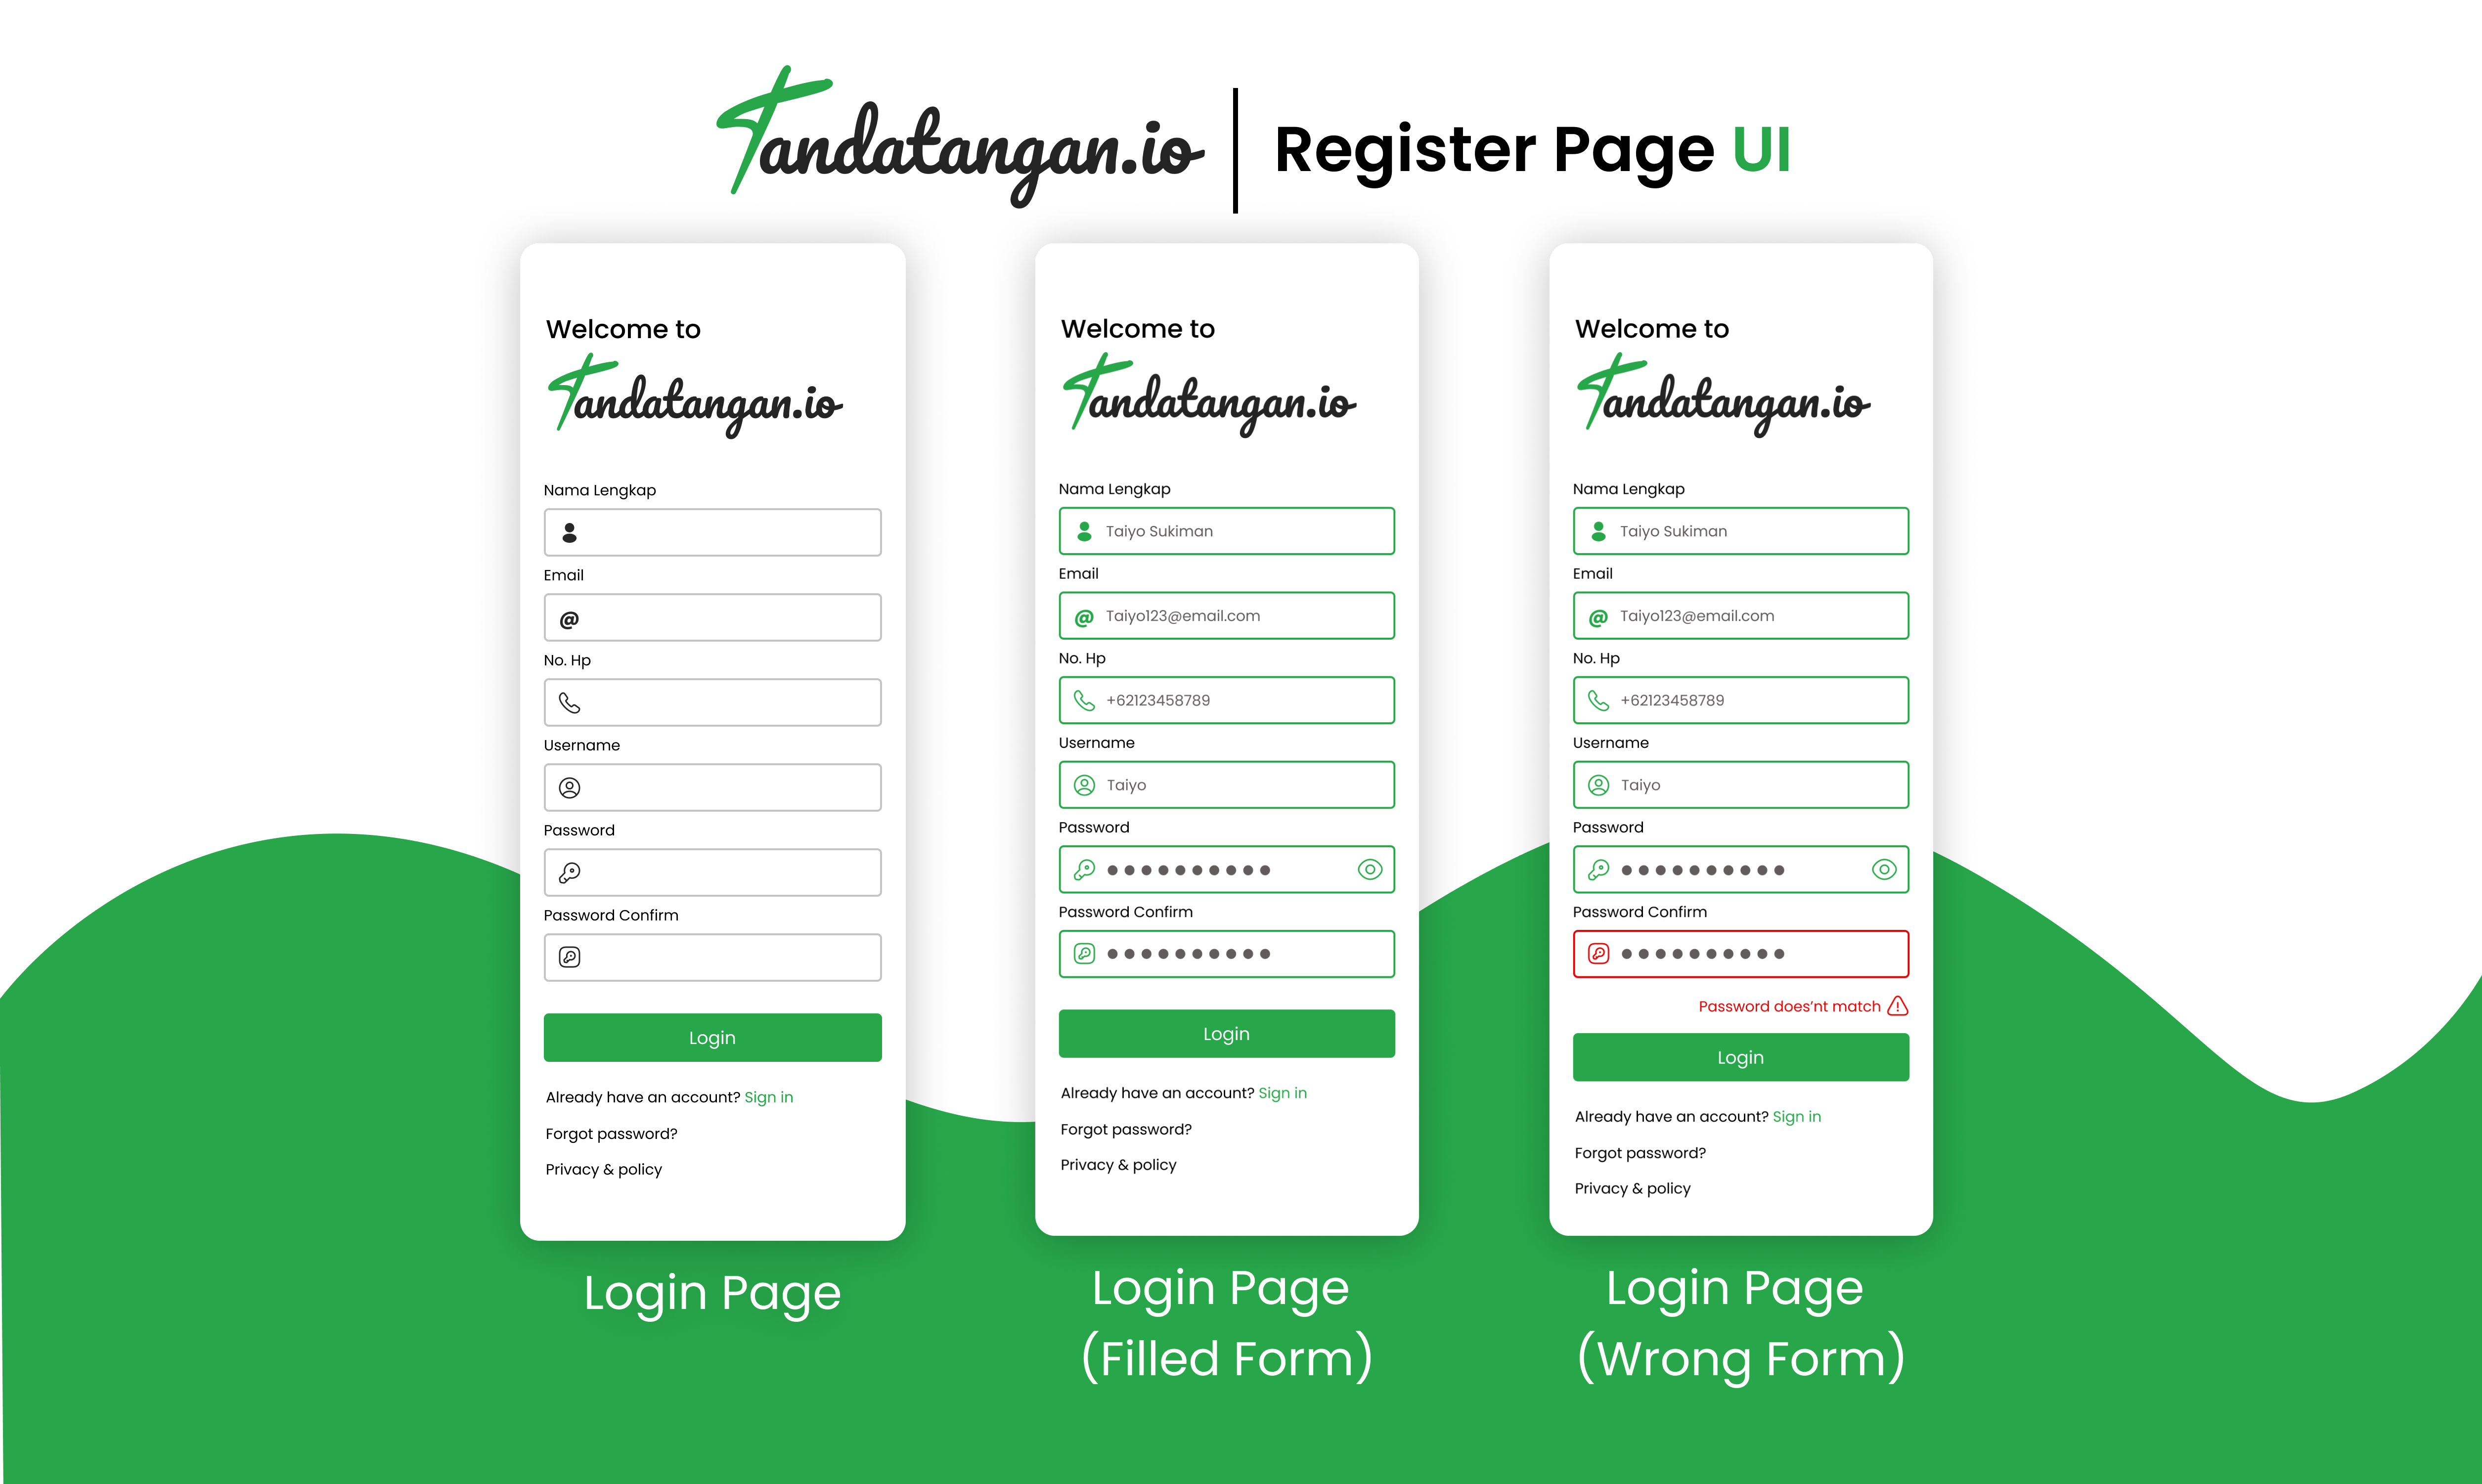 Tandatangan.io
Register Page UI
Welcome to
Tandatangan.io
Nama Lengkap
Email
@
No. Hp
Username
Password
Password Confirm
Login
Already have an account? Sign in
Forgot password?
Privacy & policy
Login Page
Welcome to
Tandatangan.io
Nama Lengkap
Taiyo Sukiman
Email
@ Taiyo123@email.com
No. Hp
+62123458789
Username
Taiyo
Password
Password Confirm
Login
Already have an account? Sign in
Forgot password?
Privacy & policy
Login Page
(Filled Form)
Welcome to
Tandatangan.io
Nama Lengkap
Taiyo Sukiman
Email
@ Taiyo123@email.com
No. Hp
+62123458789
Username
Taiyo
Password
Password Confirm
Password does’nt match
Login
Already have an account? Sign in
Forgot password?
Privacy & policy
Login Page
(Wrong Form)